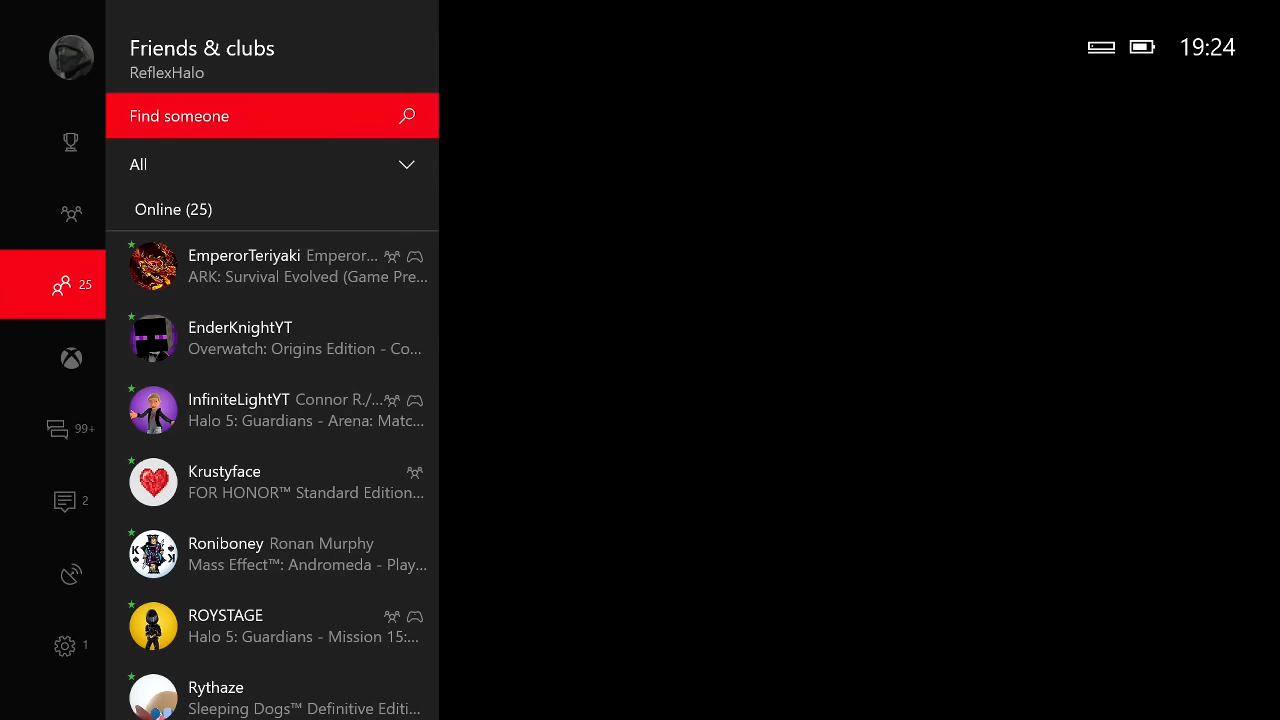 Friends & clubs
ReflexHalo
19:24
Find someone
All
Online (25)
EmperorTeriyaki Emperor...
ARK: Survival Evolved (Game Pre...
EnderKnightYT
Overwatch: Origins Edition - Co...
25
InfiniteLightYT Connor R./...
Halo 5: Guardians - Arena: Matc...
99+
Krustyface
FOR HONOR™ Standard Edition...
2
Roniboney Ronan Murphy
Mass Effect™: Andromeda - Play...
ROYSTAGE
Halo 5: Guardians - Mission 15:...
1
Rythaze
Sleeping Dogs™ Definitive Editi...